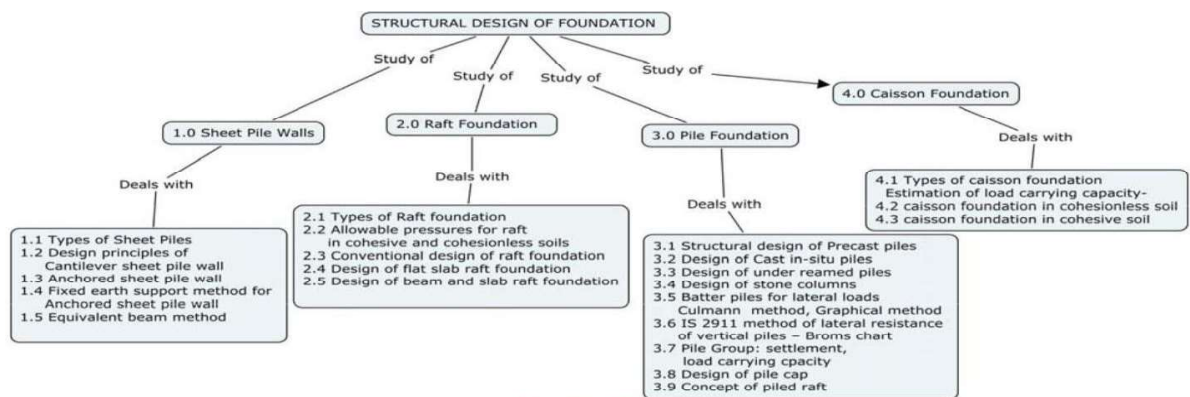 STRUCTURAL DESIGN OF FOUNDATION
Study of
Study of
Study of
Study of
1.0 Sheet Pile Walls
2.0 Raft Foundation
3.0 Pile Foundation
4.0 Caisson Foundation
Deals with
Deals with
Deals with
Deals with
1.1 Types of Sheet Piles
1.2 Design principles of
Cantilever sheet pile wall
1.3 Anchored sheet pile wall
1.4 Fixed earth support method for
Anchored sheet pile wall
1.5 Equivalent beam method
2.1 Types of Raft foundation
2.2 Allowable pressures for raft
in cohesive and cohesionless soils
2.3 Conventional design of raft foundation
2.4 Design of flat slab raft foundation
2.5 Design of beam and slab raft foundation
3.1 Structural design of Precast piles
3.2 Design of Cast in-situ piles
3.3 Design of under reamed piles
3.4 Design of stone columns
3.5 Batter piles for lateral loads
Culmann method, Graphical method
3.6 IS 2911 method of lateral resistance
of vertical piles – Broms chart
3.7 Pile Group: settlement,
load carrying cpacity
3.8 Design of pile cap
3.9 Concept of piled raft
4.1 Types of caisson foundation
Estimation of load carrying capacity-
4.2 caisson foundation in cohesionless soil
4.3 caisson foundation in cohesive soil